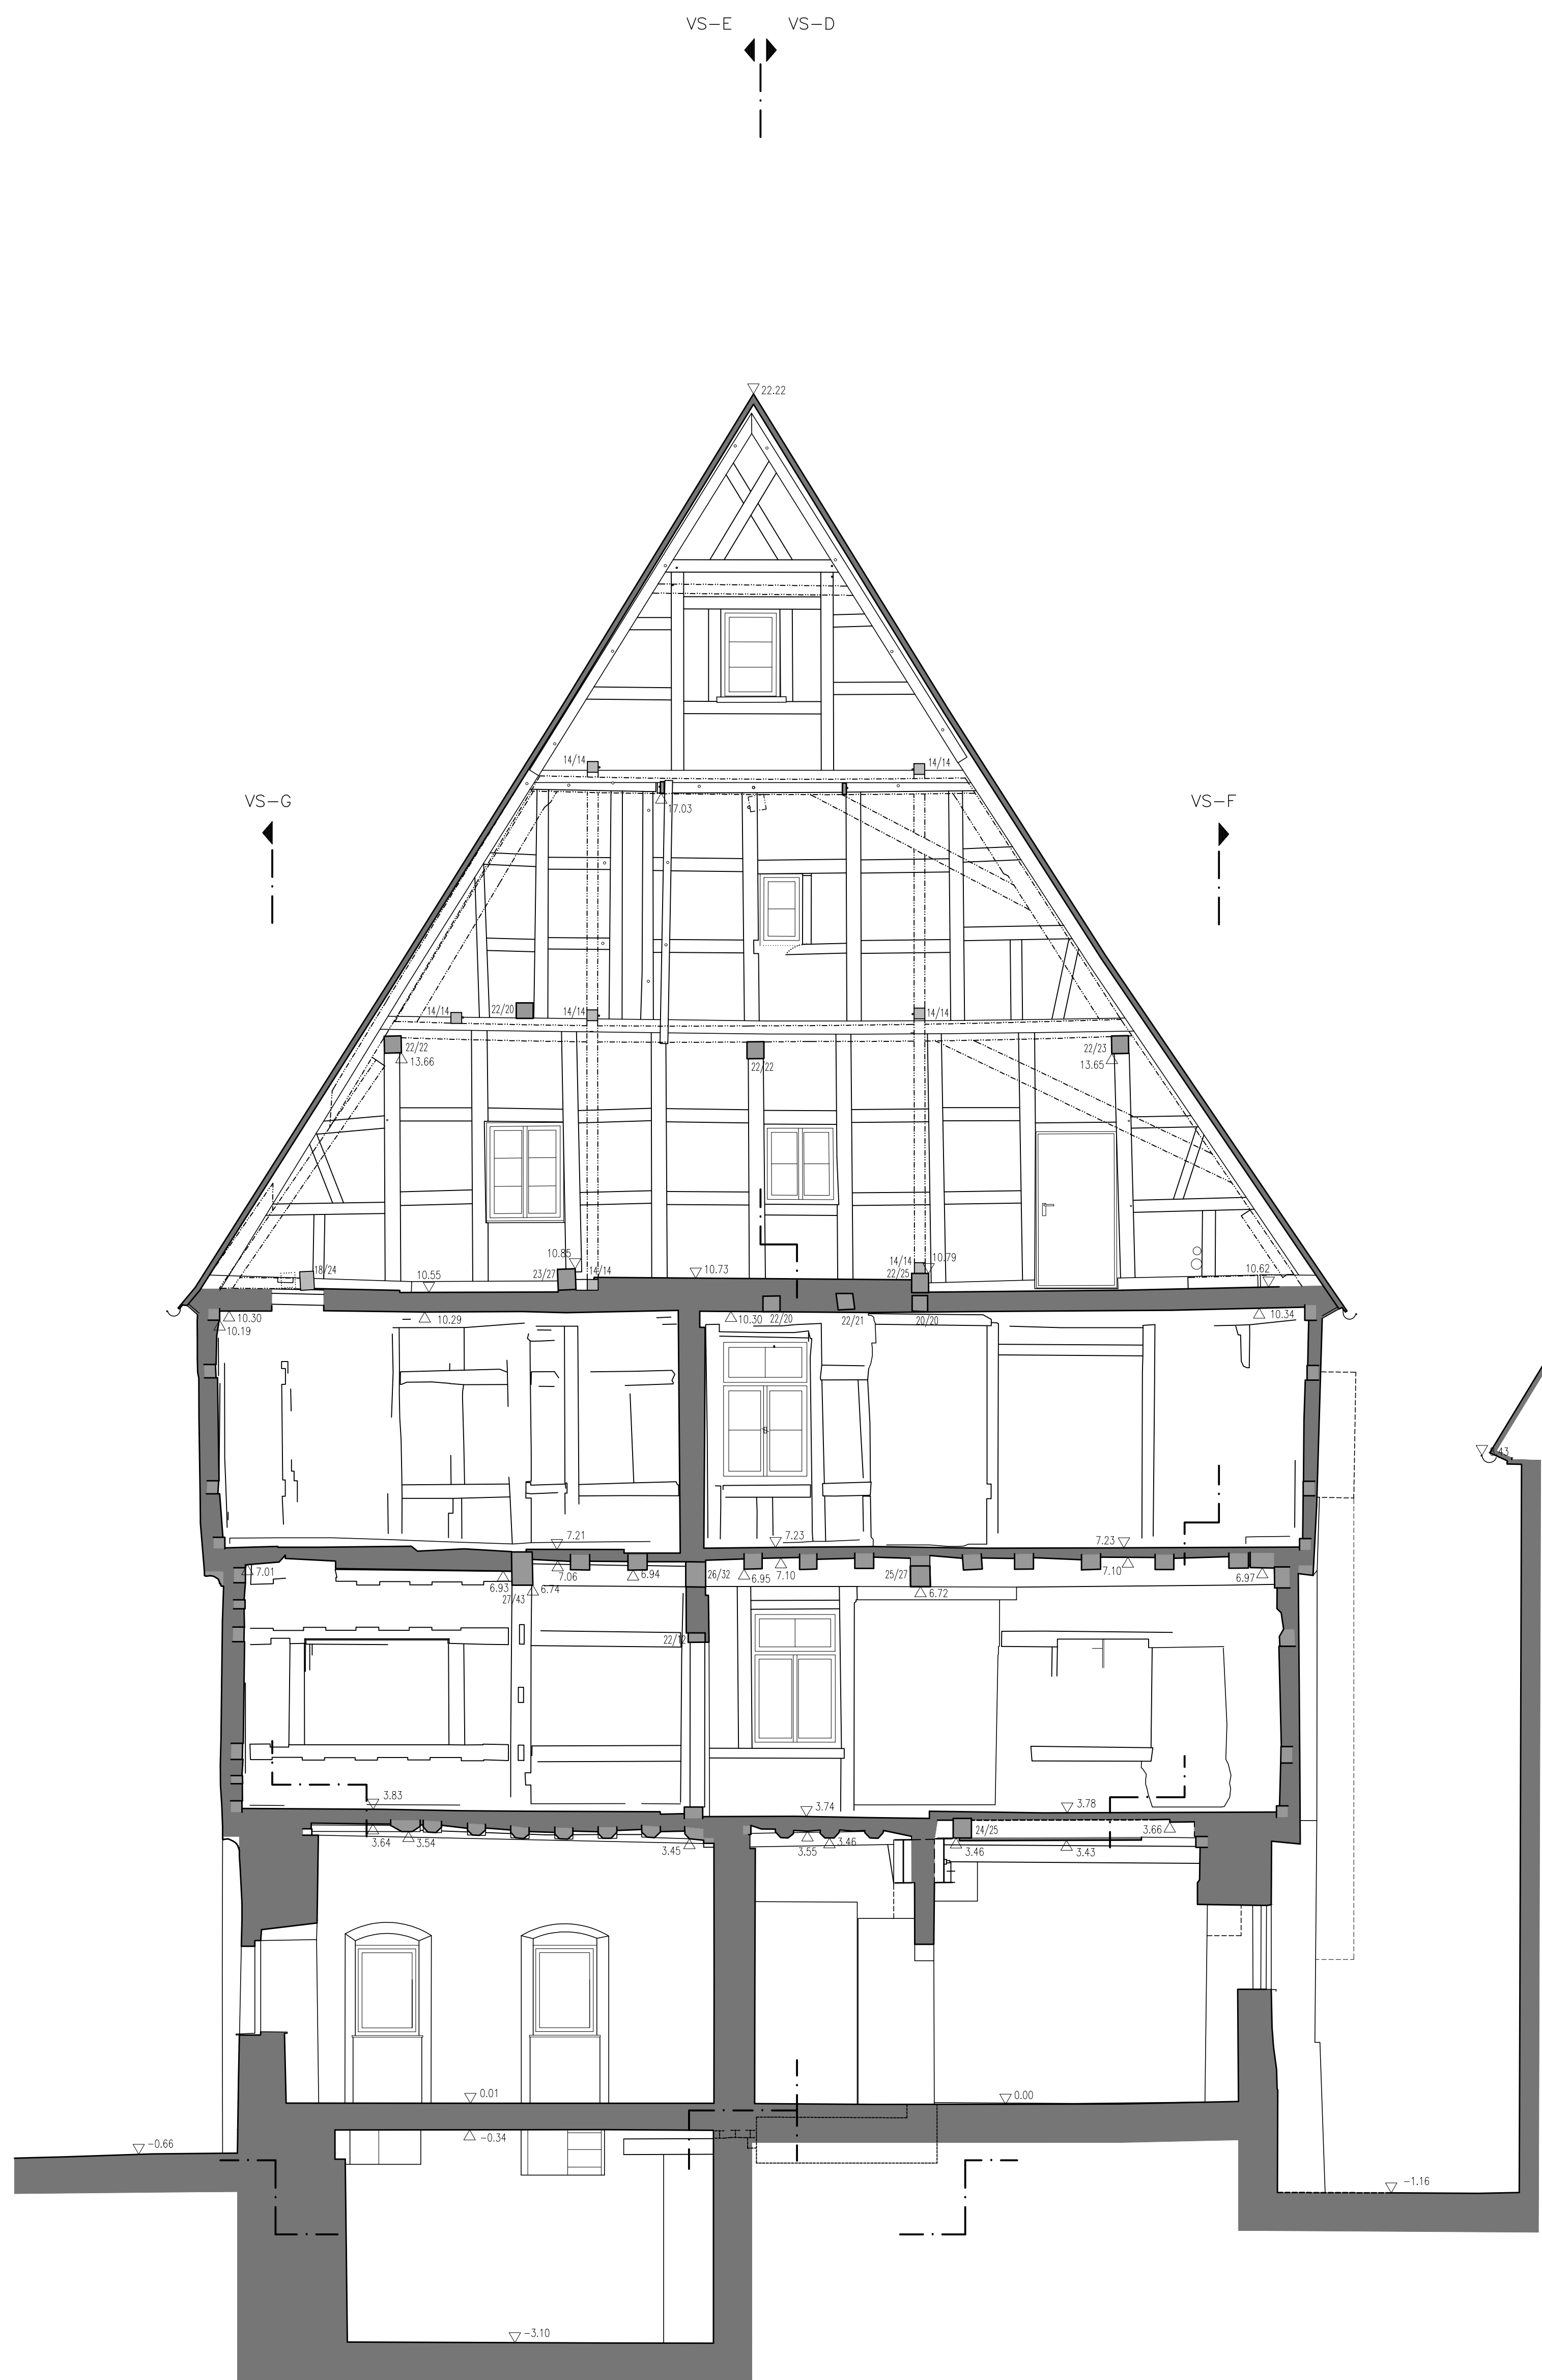 VS-E VS-D
22.22
14/14 14/14
17.03
VS-G VS-F
14/14 22/20 14/14 14/14
22/22 22/22 22/23
13.66 13.65
10.85 14/14 10.79
18/24 10.55 23/27 14/14 10.73 22/25 10.62
10.30 10.29 10.30 22/20 22/21 20/20 10.34
10.19
7.21 7.23 7.23
7.01 6.93 7.06 6.94 26/32 6.95 7.10 25/27 7.10 6.97
27/43 6.74 6.72
22/12
3.83 3.74 3.78
3.64 3.54 3.45 3.55 3.46 24/25 3.46 3.43 3.66
0.01 0.00
-0.66 -0.34
-1.16
-3.10